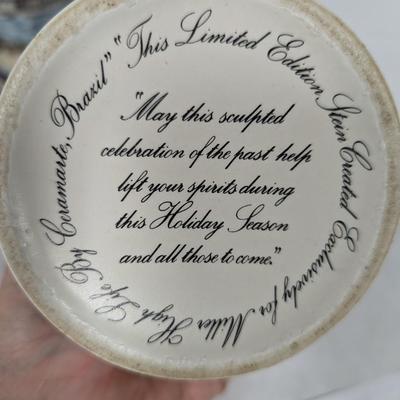 "This Limited Edition Stein Created Exclusively for Miller High Life By Ceramarte, Brazil"
"May this sculpted
celebration of the past help
lift your spirits during
this Holiday Season
and all those to come."